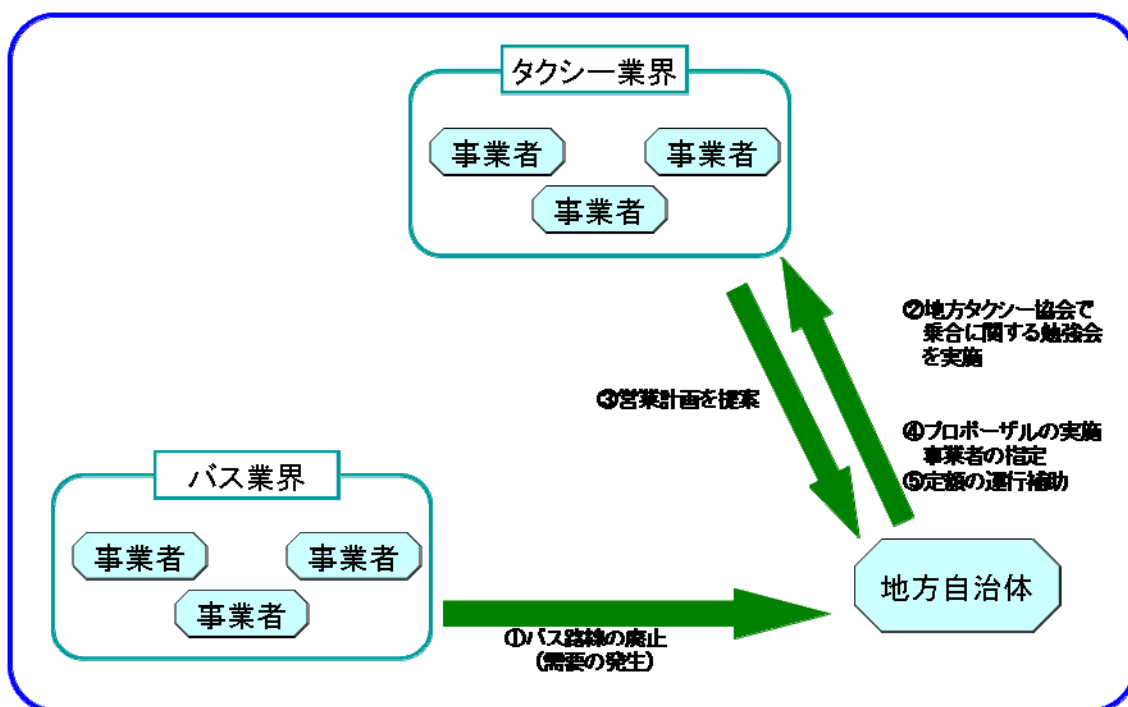 タクシー業界
事業者
事業者
事業者
②地方タクシー協会で
乗合に関する勉強会
を実施
③営業計画を提案
④プロポーザルの実施
事業者の指定
⑤定額の運行補助
バス業界
事業者
事業者
事業者
地方自治体
①バス路線の廃止
(需要の発生)